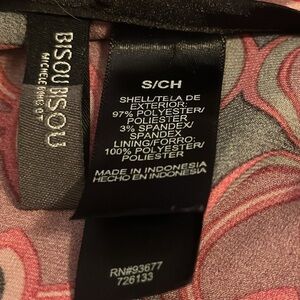 BISOU BISOU
MICHELE BOHBOT
S/CH
SHELL/TELA DE
EXTERIOR:
97% POLYESTER/
POLIESTER
3% SPANDEX/
SPANDEX
LINING/FORRO:
100% POLYESTER/
POLIESTER
MADE IN INDONESIA
HECHO EN INDONESIA
RN#93677
726133